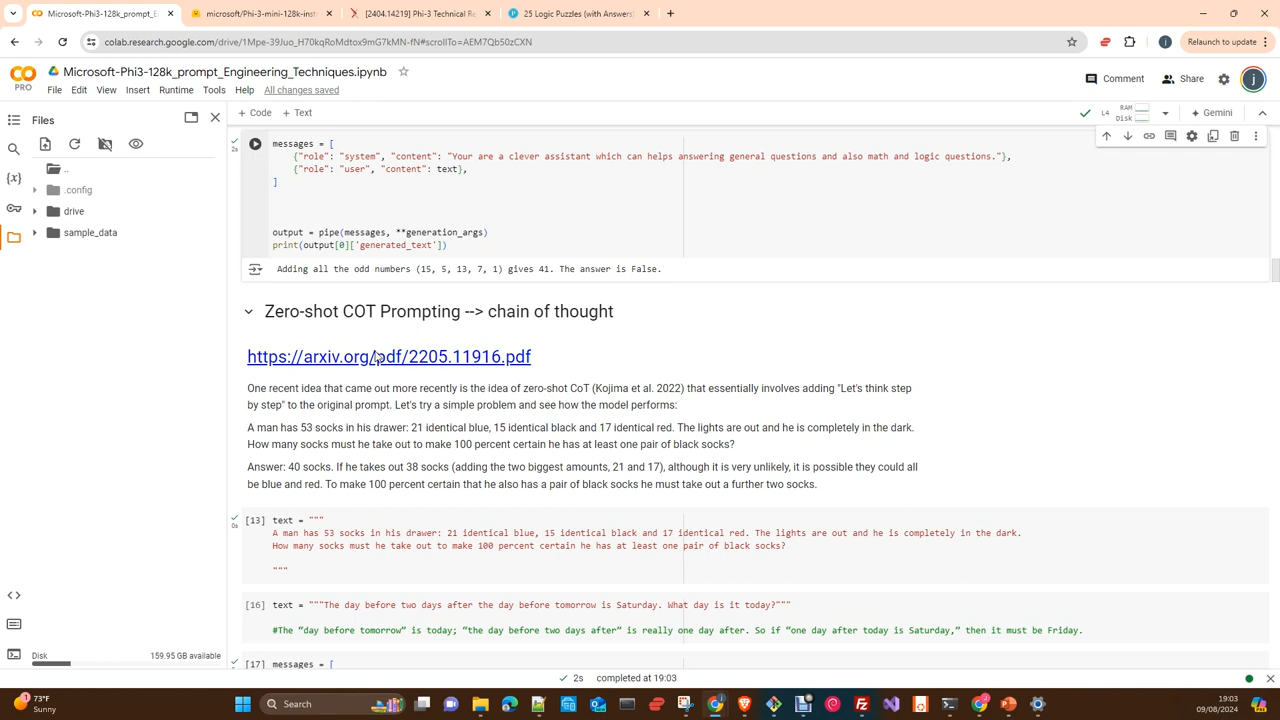 Microsoft-Phi3-128k_prompt_E
microsoft/Phi-3-mini-128k-inst
[2404.14219] Phi-3 Technical Re
25 Logic Puzzles (with Answers)
colab.research.google.com/drive/1Mpe-39Juo_H70kqRoMdtox9mG7kMN-fN#scrollTo=AEM7Qb50zCXN
Relaunch to update
PRO
Microsoft-Phi3-128k_prompt_Engineering_Techniques.ipynb
File Edit View Insert Runtime Tools Help All changes saved
Comment
Share
Files
..
.config
drive
sample_data
Disk 159.95 GB available
+ Code + Text
L4
RAM
Disk
Gemini
2s
messages = [
{"role": "system", "content": "Your are a clever assistant which can helps answering general questions and also math and logic questions."},
{"role": "user", "content": text},
]
output = pipe(messages, **generation_args)
print(output[0]['generated_text'])
Adding all the odd numbers (15, 5, 13, 7, 1) gives 41. The answer is False.
Zero-shot COT Prompting --> chain of thought
https://arxiv.org/pdf/2205.11916.pdf
One recent idea that came out more recently is the idea of zero-shot CoT (Kojima et al. 2022) that essentially involves adding "Let's think step
by step" to the original prompt. Let's try a simple problem and see how the model performs:
A man has 53 socks in his drawer: 21 identical blue, 15 identical black and 17 identical red. The lights are out and he is completely in the dark.
How many socks must he take out to make 100 percent certain he has at least one pair of black socks?
Answer: 40 socks. If he takes out 38 socks (adding the two biggest amounts, 21 and 17), although it is very unlikely, it is possible they could all
be blue and red. To make 100 percent certain that he also has a pair of black socks he must take out a further two socks.
[13] text = """
0s
A man has 53 socks in his drawer: 21 identical blue, 15 identical black and 17 identical red. The lights are out and he is completely in the dark.
How many socks must he take out to make 100 percent certain he has at least one pair of black socks?
"""
[16] text = """The day before two days after the day before tomorrow is Saturday. What day is it today?"""
#The “day before tomorrow” is today; “the day before two days after” is really one day after. So if “one day after today is Saturday,” then it must be Friday.
[17] messages = [
2s completed at 19:03
73°F
Sunny
Search
19:03
09/08/2024